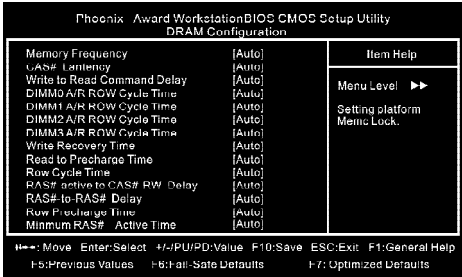 Phoenix - Award WorkstationBIOS CMOS Setup Utility
DRAM Configuration
Memory Frequency [Auto]
CAS# Lantency [Auto]
Write to Read Command Delay [Auto]
DIMM0 A/R ROW Cycle Time [Auto]
DIMM1 A/R ROW Cycle Time [Auto]
DIMM2 A/R ROW Cycle Time [Auto]
DIMM3 A/R ROW Cycle Time [Auto]
Write Recovery Time [Auto]
Read to Precharge Time [Auto]
Row Cycle Time [Auto]
RAS# active to CAS# RW Delay [Auto]
RAS#-to-RAS# Delay [Auto]
Row Precharge Time [Auto]
Minmum RAS# Active Time [Auto]
Item Help
Menu Level ▶▶
Setting platform
Memc Lock.
: Move Enter:Select +/-/PU/PD:Value F10:Save ESC:Exit F1:General Help
F5:Previous Values F6:Fail-Safe Defaults F7: Optimized Defaults